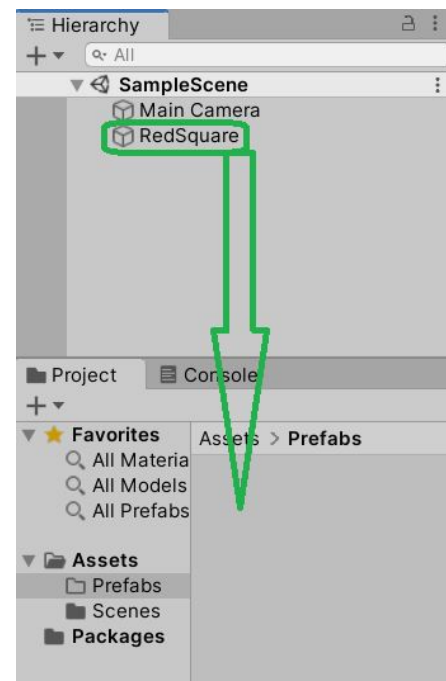 Hierarchy
All
SampleScene
Main Camera
RedSquare
Project Console
Favorites
Assets > Prefabs
All Materia
All Models
All Prefabs
Assets
Prefabs
Scenes
Packages